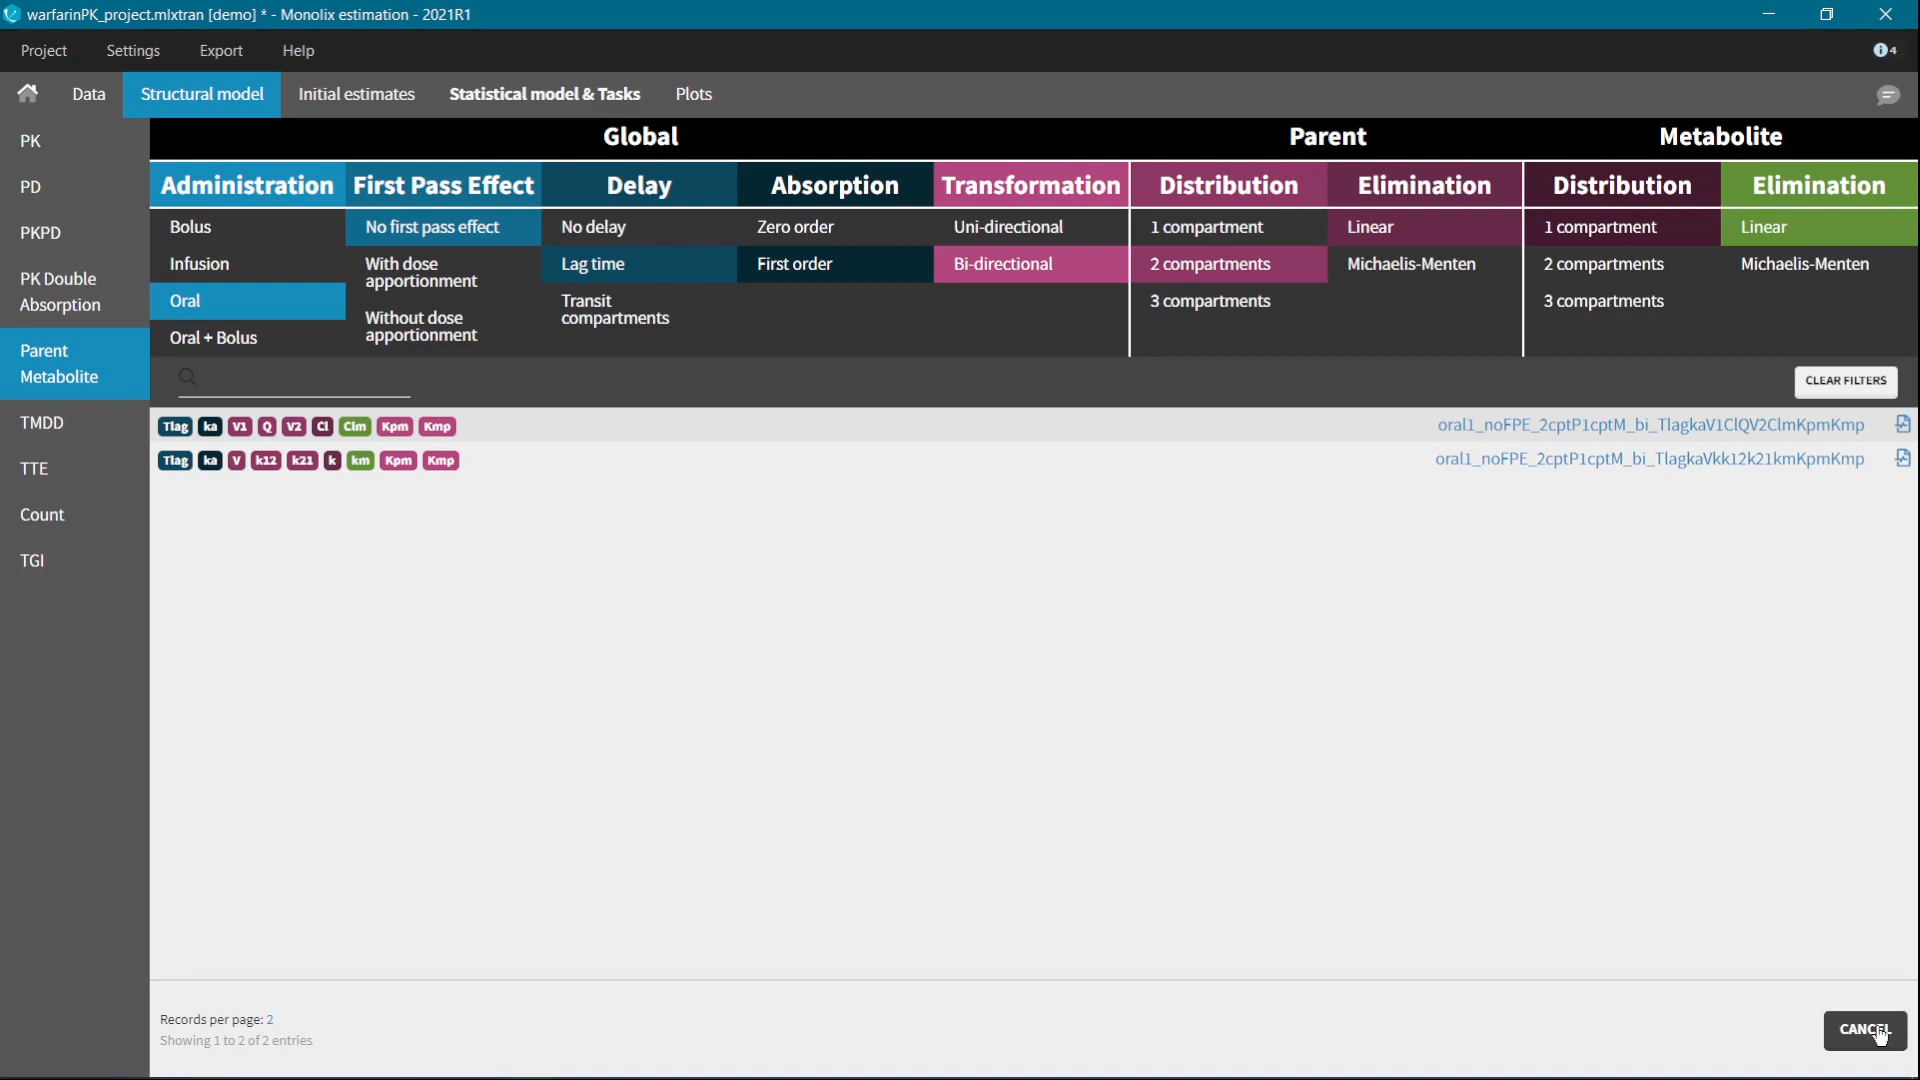 warfarinPK_project.mlxtran [demo] * - Monolix estimation - 2021R1
Project Settings Export Help 4
Data Structural model Initial estimates Statistical model & Tasks Plots
PK
PD
PKPD
PK Double
Absorption
Parent
Metabolite
TMDD
TTE
Count
TGI
Global Parent Metabolite
Administration First Pass Effect Delay Absorption Transformation Distribution Elimination Distribution Elimination
Bolus
Infusion
Oral
Oral + Bolus
No first pass effect
With dose
apportionment
Without dose
apportionment
No delay
Lag time
Transit
compartments
Zero order
First order
Uni-directional
Bi-directional
1 compartment
2 compartments
3 compartments
Linear
Michaelis-Menten
1 compartment
2 compartments
3 compartments
Linear
Michaelis-Menten
CLEAR FILTERS
Tlag ka V1 Q V2 Cl Clm Kpm Kmp oral1_noFPE_2cptP1cptM_bi_TlagkaV1ClQV2ClmKpmKmp
Tlag ka V k12 k21 k km Kpm Kmp oral1_noFPE_2cptP1cptM_bi_TlagkaVkk12k21kmKpmKmp
Records per page: 2
Showing 1 to 2 of 2 entries
CANCEL